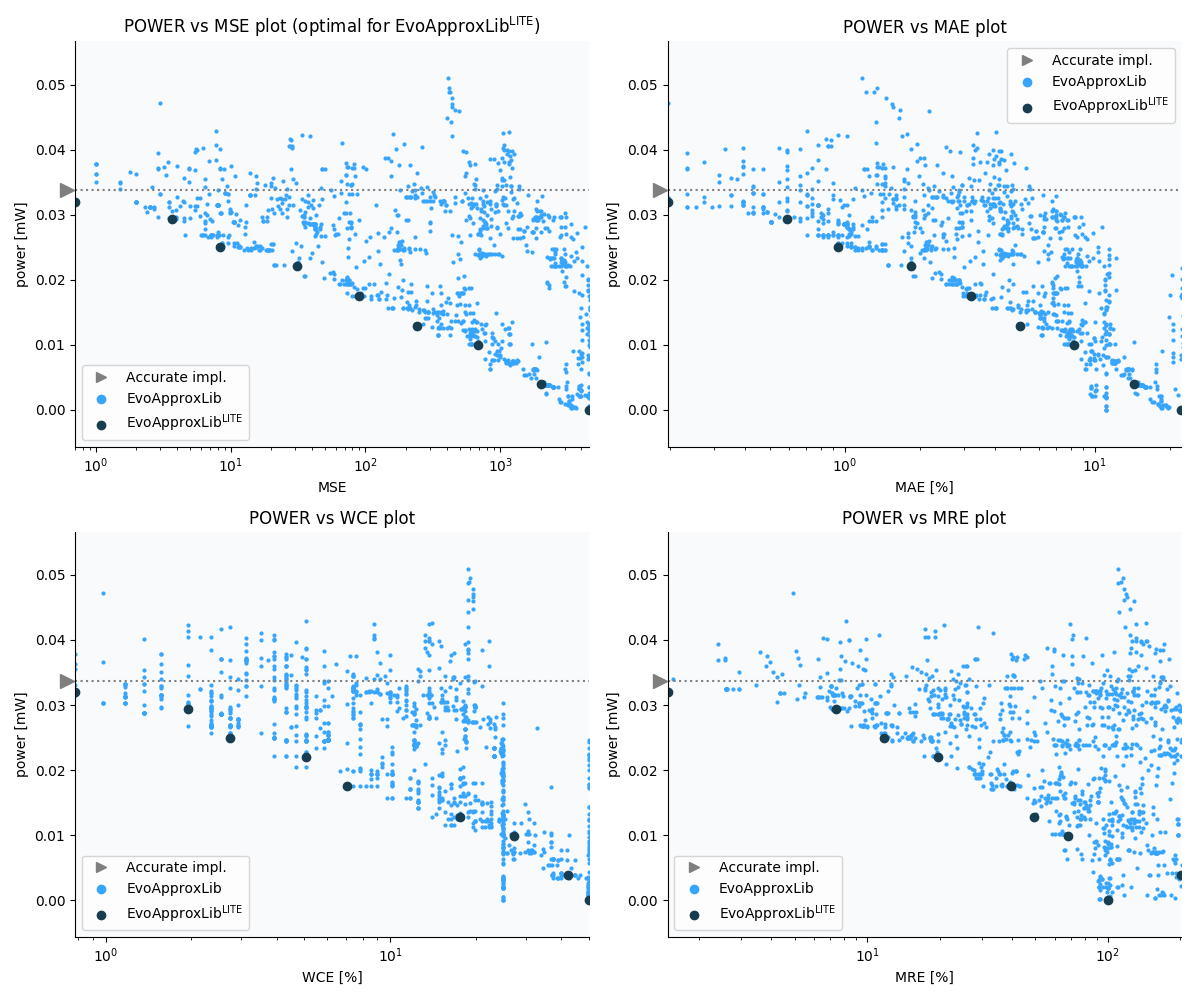 POWER vs MSE plot (optimal for EvoApproxLib^LITE)
power [mW]
0.05
0.04
0.03
0.02
0.01
0.00
Accurate impl.
EvoApproxLib
EvoApproxLib^LITE
10^0
10^1
10^2
10^3
MSE
POWER vs MAE plot
power [mW]
0.05
0.04
0.03
0.02
0.01
0.00
Accurate impl.
EvoApproxLib
EvoApproxLib^LITE
10^0
10^1
MAE [%]
POWER vs WCE plot
power [mW]
0.05
0.04
0.03
0.02
0.01
0.00
Accurate impl.
EvoApproxLib
EvoApproxLib^LITE
10^0
10^1
WCE [%]
POWER vs MRE plot
power [mW]
0.05
0.04
0.03
0.02
0.01
0.00
Accurate impl.
EvoApproxLib
EvoApproxLib^LITE
10^1
10^2
MRE [%]